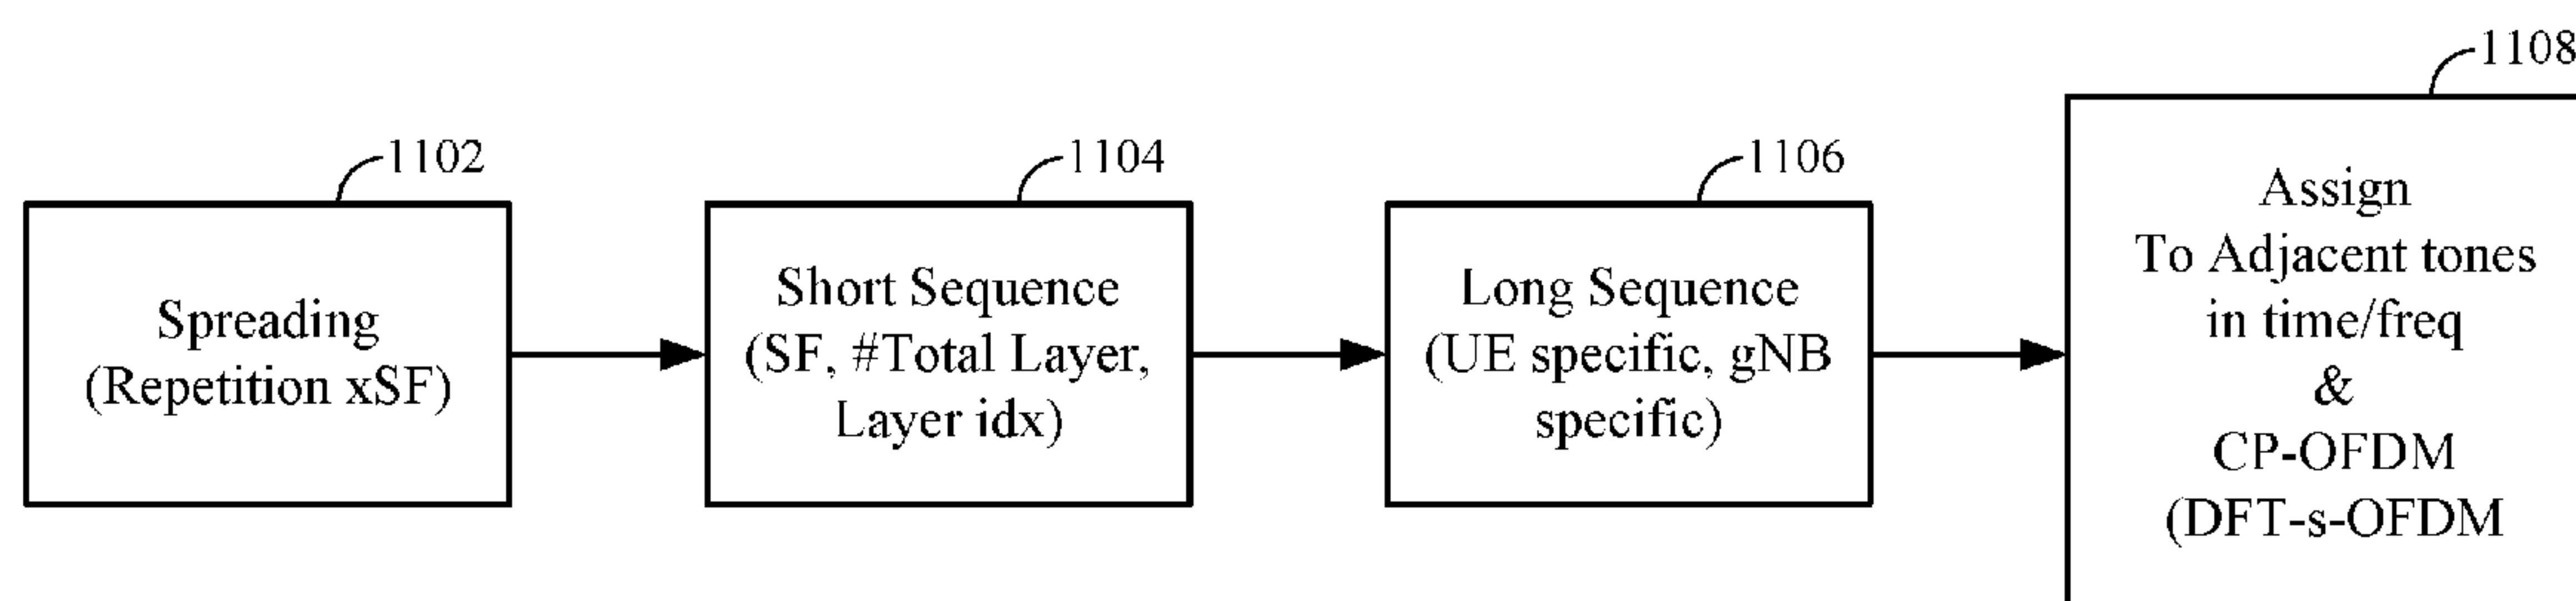 1102
Spreading
(Repetition xSF)
1104
Short Sequence
(SF, #Total Layer,
Layer idx)
1106
Long Sequence
(UE specific, gNB
specific)
1108
Assign
To Adjacent tones
in time/freq
&
CP-OFDM
(DFT-s-OFDM